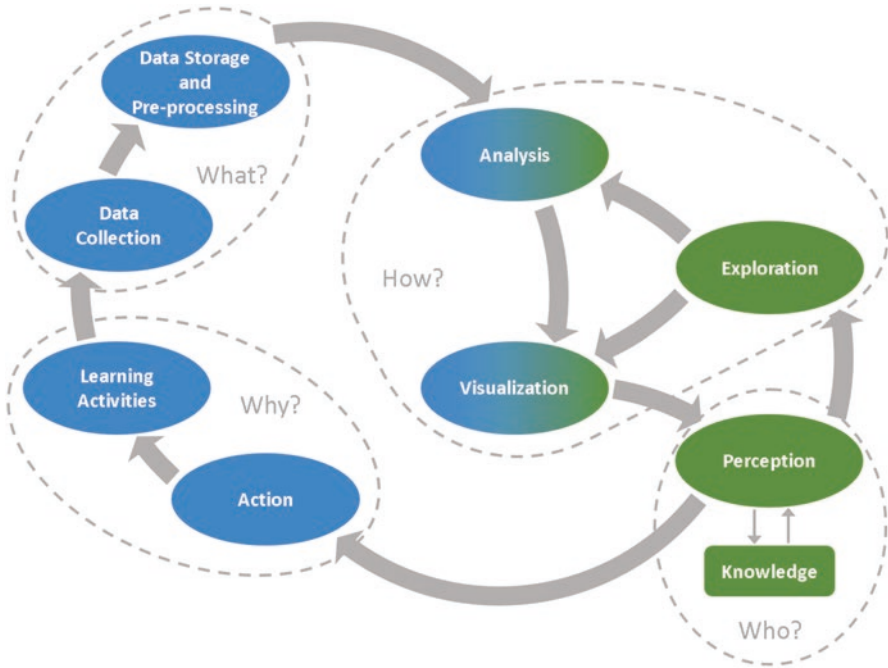 Data Storage
and
Pre-processing
What?
Data
Collection
Analysis
How?
Exploration
Visualization
Learning
Activities
Why?
Action
Perception
Knowledge
Who?